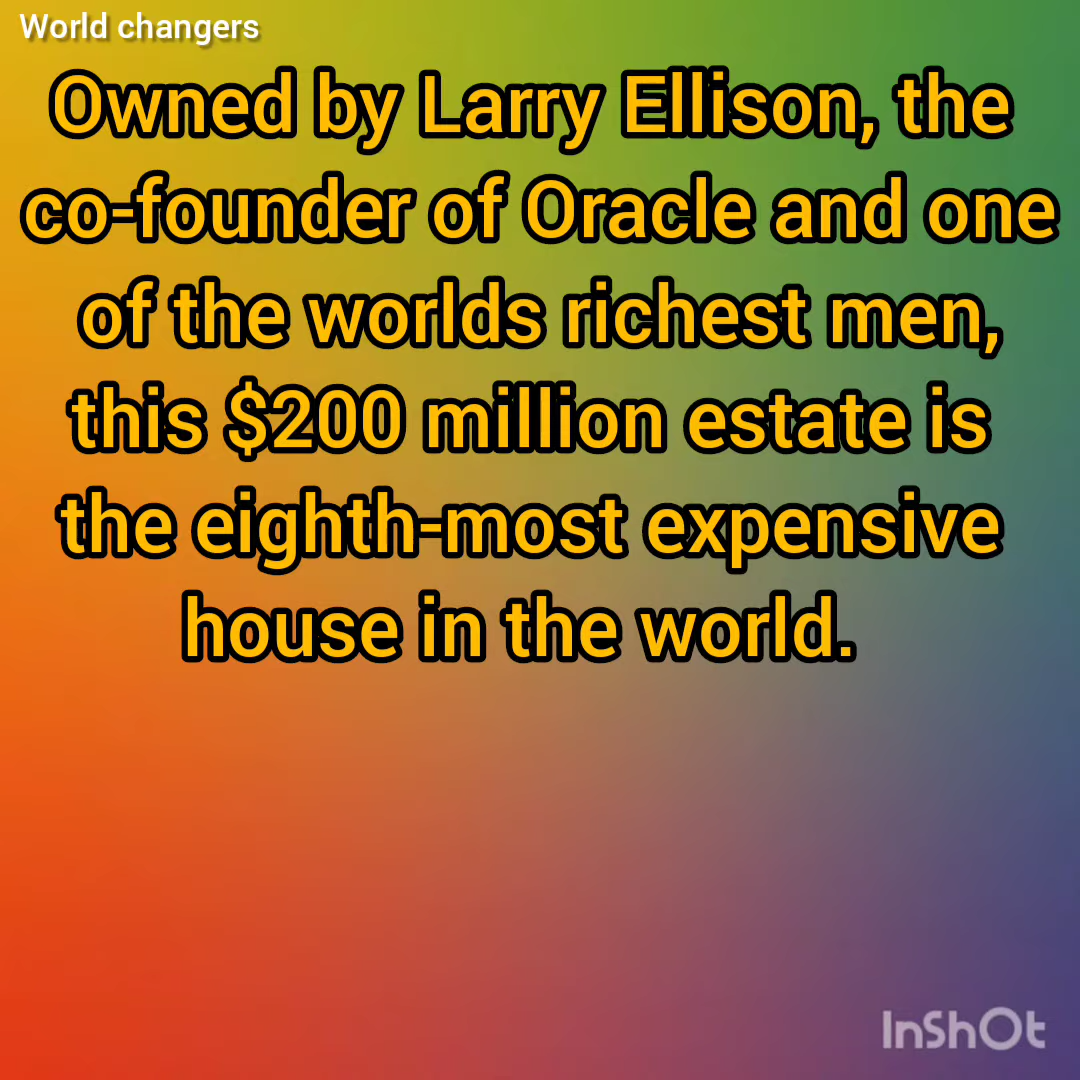 World changers
Owned by Larry Ellison, the
co-founder of Oracle and one
of the worlds richest men,
this $200 million estate is
the eighth-most expensive
house in the world.
InShOt